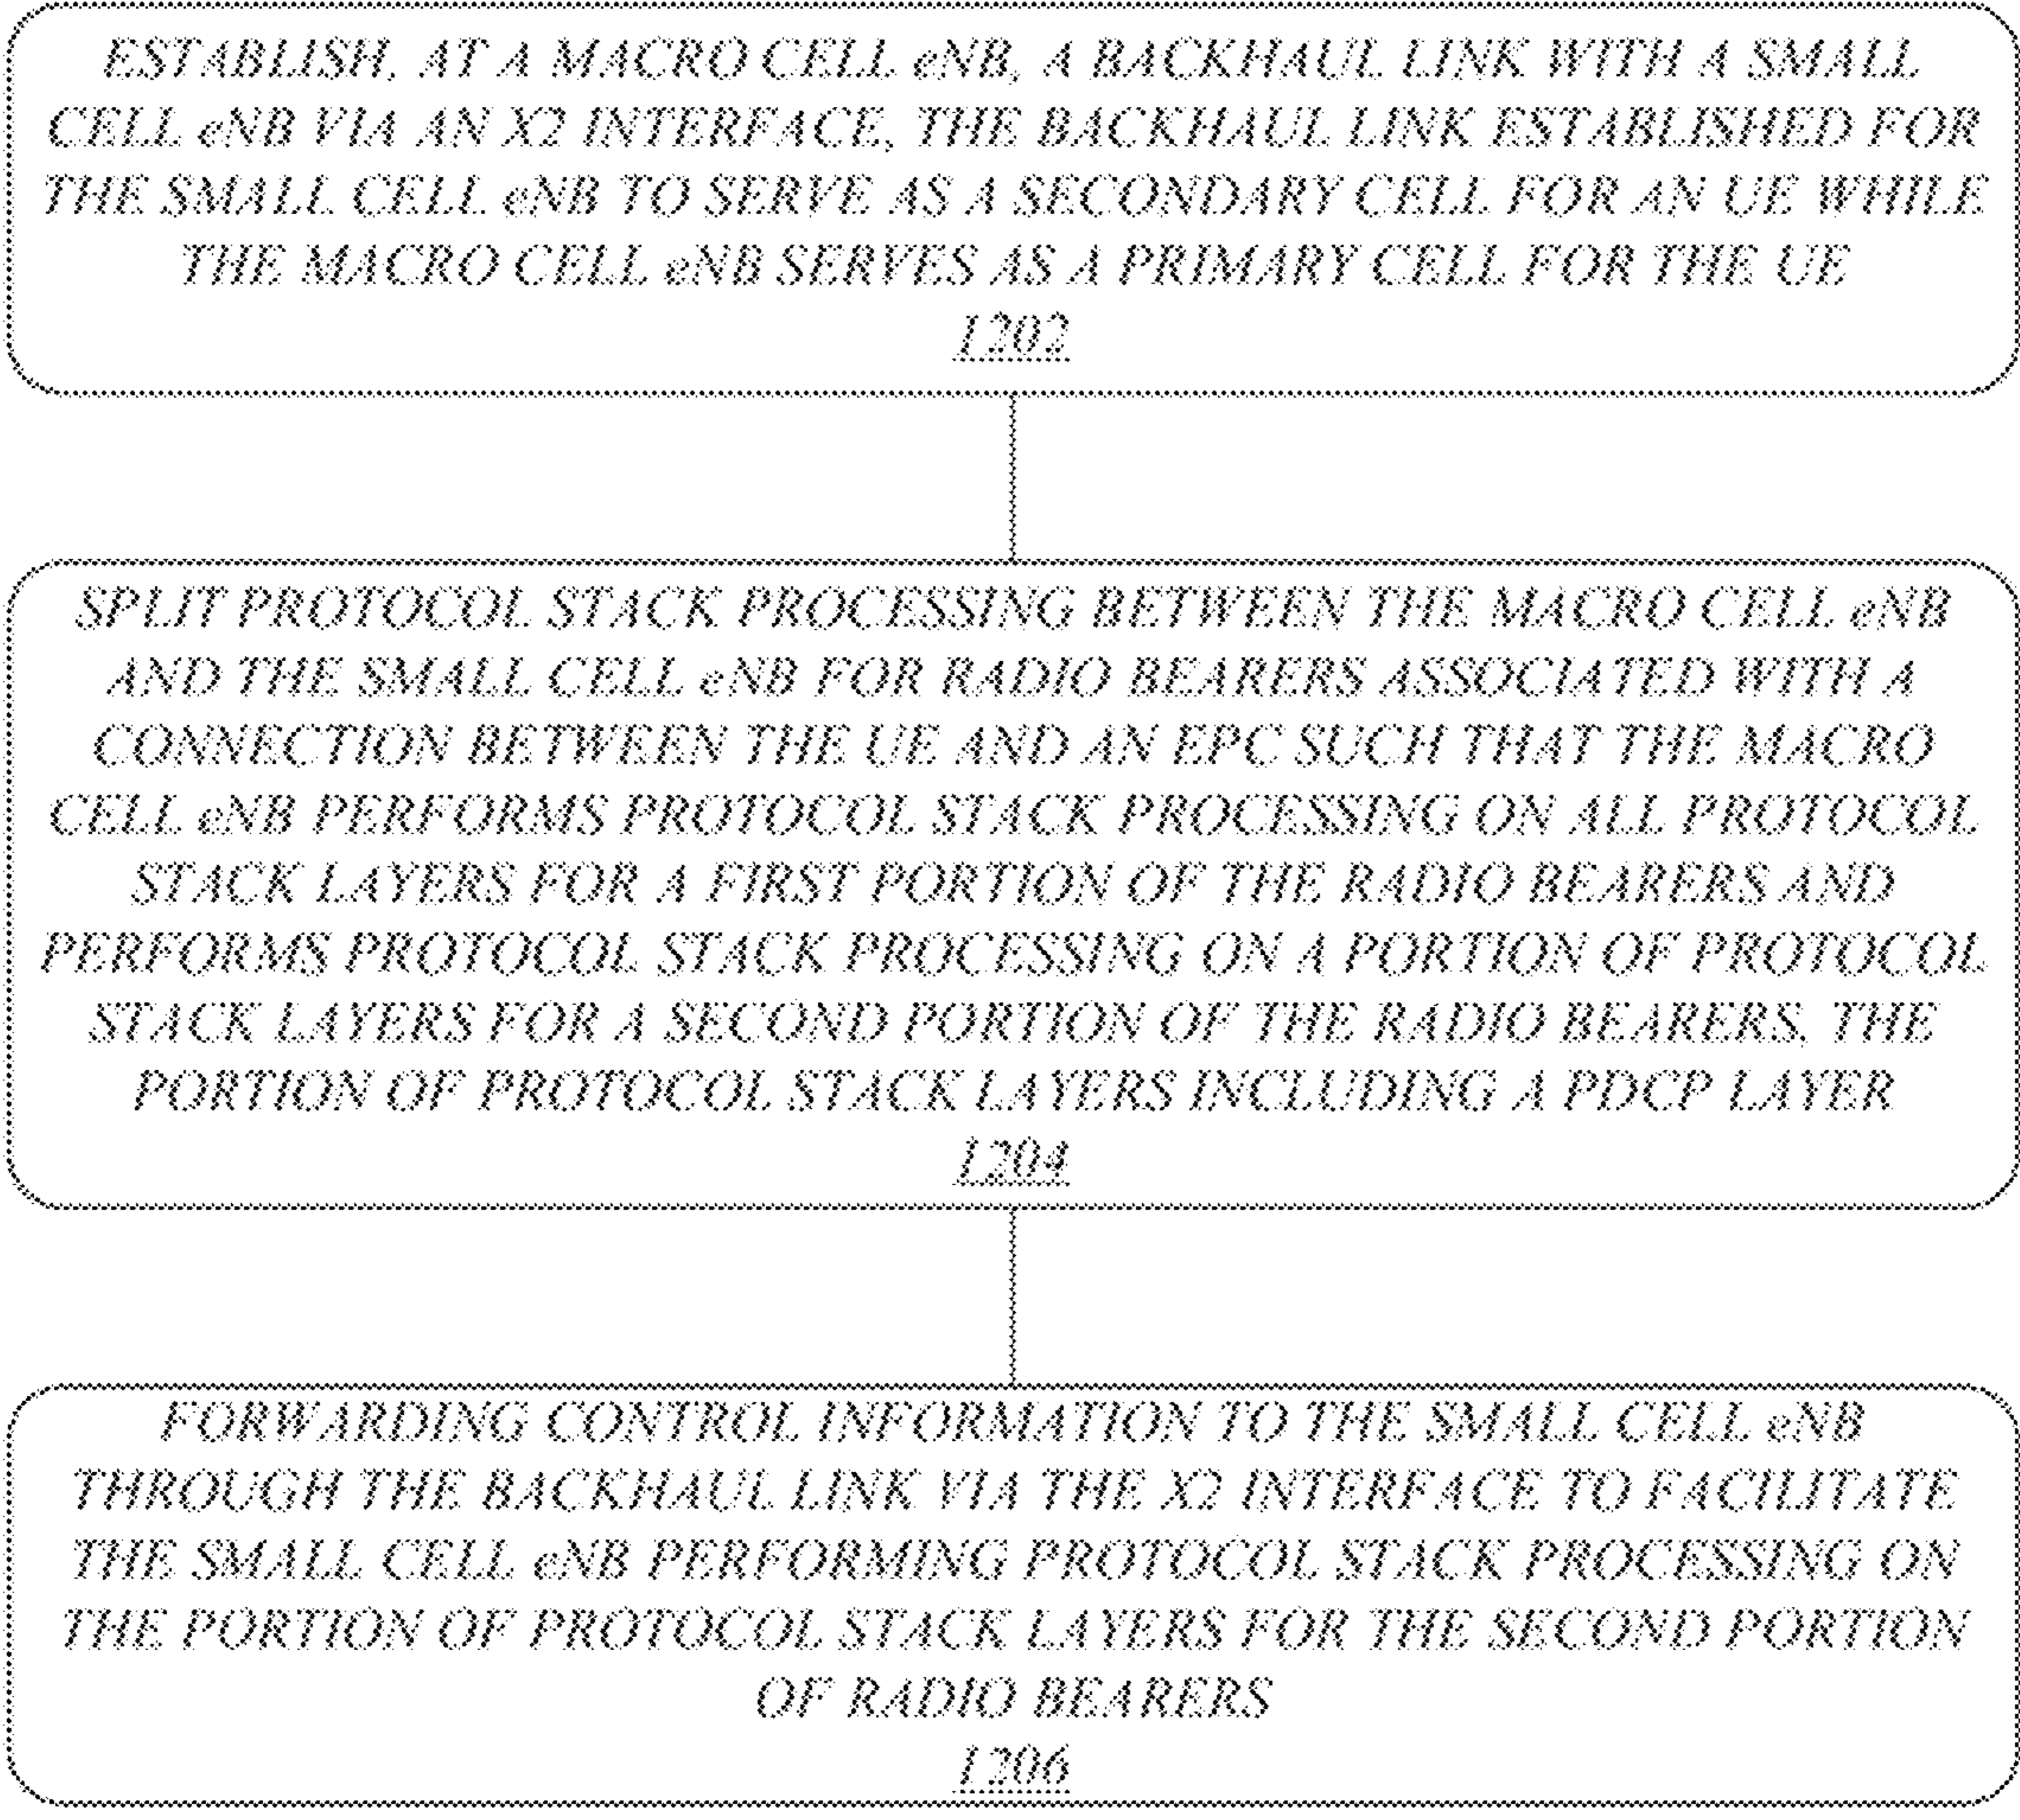 ESTABLISH, AT A MACRO CELL eNB, A BACKHAUL LINK WITH A SMALL
CELL eNB VIA AN X2 INTERFACE, THE BACKHAUL LINK ESTABLISHED FOR
THE SMALL CELL eNB TO SERVE AS A SECONDARY CELL FOR AN UE WHILE
THE MACRO CELL eNB SERVES AS A PRIMARY CELL FOR THE UE
1202
SPLIT PROTOCOL STACK PROCESSING BETWEEN THE MACRO CELL eNB
AND THE SMALL CELL eNB FOR RADIO BEARERS ASSOCIATED WITH A
CONNECTION BETWEEN THE UE AND AN EPC SUCH THAT THE MACRO
CELL eNB PERFORMS PROTOCOL STACK PROCESSING ON ALL PROTOCOL
STACK LAYERS FOR A FIRST PORTION OF THE RADIO BEARERS AND
PERFORMS PROTOCOL STACK PROCESSING ON A PORTION OF PROTOCOL
STACK LAYERS FOR A SECOND PORTION OF THE RADIO BEARERS, THE
PORTION OF PROTOCOL STACK LAYERS INCLUDING A PDCP LAYER
1204
FORWARDING CONTROL INFORMATION TO THE SMALL CELL eNB
THROUGH THE BACKHAUL LINK VIA THE X2 INTERFACE TO FACILITATE
THE SMALL CELL eNB PERFORMING PROTOCOL STACK PROCESSING ON
THE PORTION OF PROTOCOL STACK LAYERS FOR THE SECOND PORTION
OF RADIO BEARERS
1206